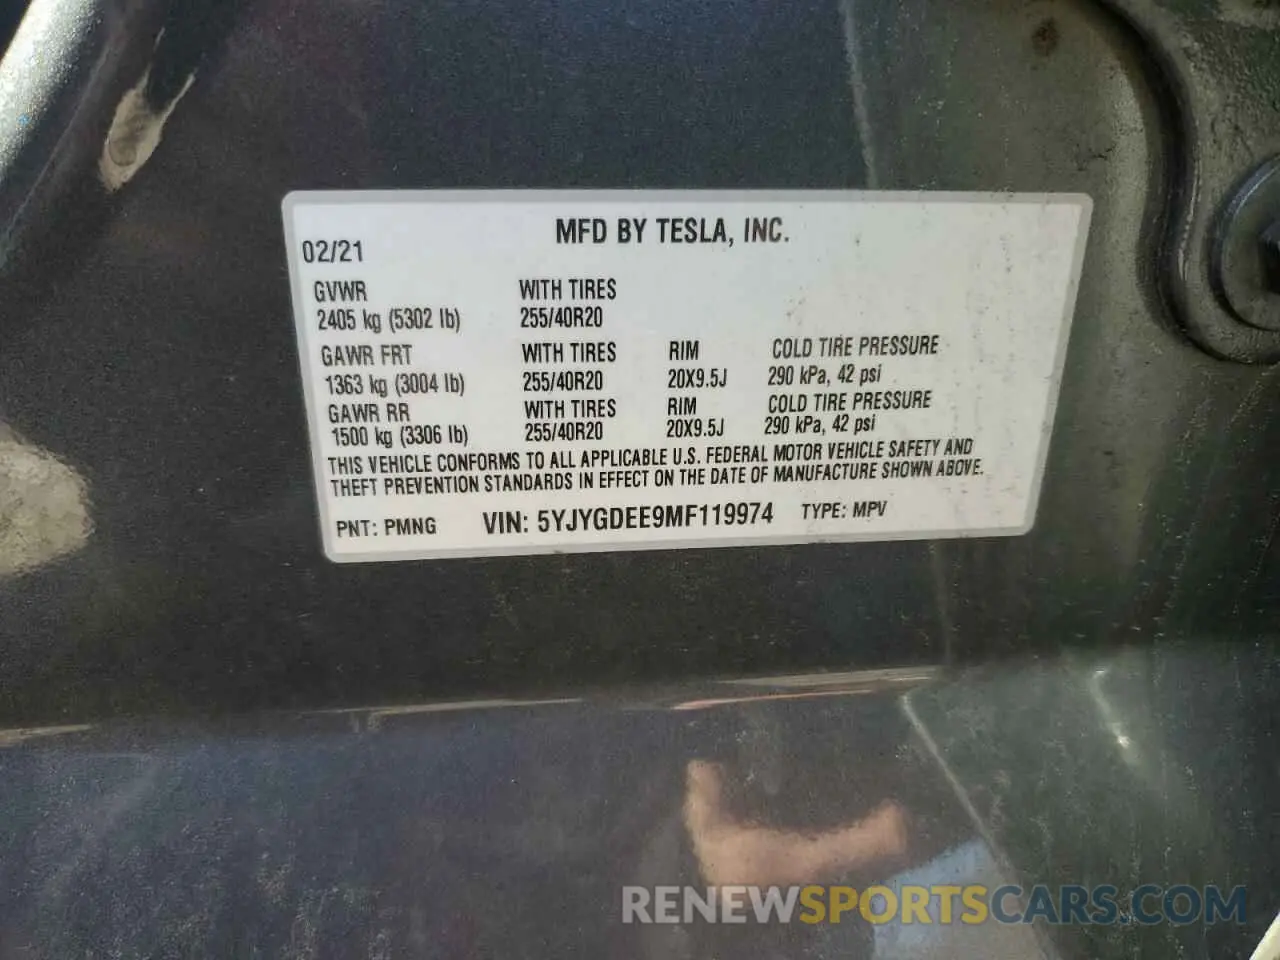 MFD BY TESLA, INC.
02/21
GVWR WITH TIRES
2405 kg (5302 lb) 255/40R20
GAWR FRT WITH TIRES RIM COLD TIRE PRESSURE
1363 kg (3004 lb) 255/40R20 20X9.5J 290 kPa, 42 psi
GAWR RR WITH TIRES RIM COLD TIRE PRESSURE
1500 kg (3306 lb) 255/40R20 20X9.5J 290 kPa, 42 psi
THIS VEHICLE CONFORMS TO ALL APPLICABLE U.S. FEDERAL MOTOR VEHICLE SAFETY AND
THEFT PREVENTION STANDARDS IN EFFECT ON THE DATE OF MANUFACTURE SHOWN ABOVE.
PNT: PMNG VIN: 5YJYGDEE9MF119974 TYPE: MPV
RENEWSPORTSCARS.COM